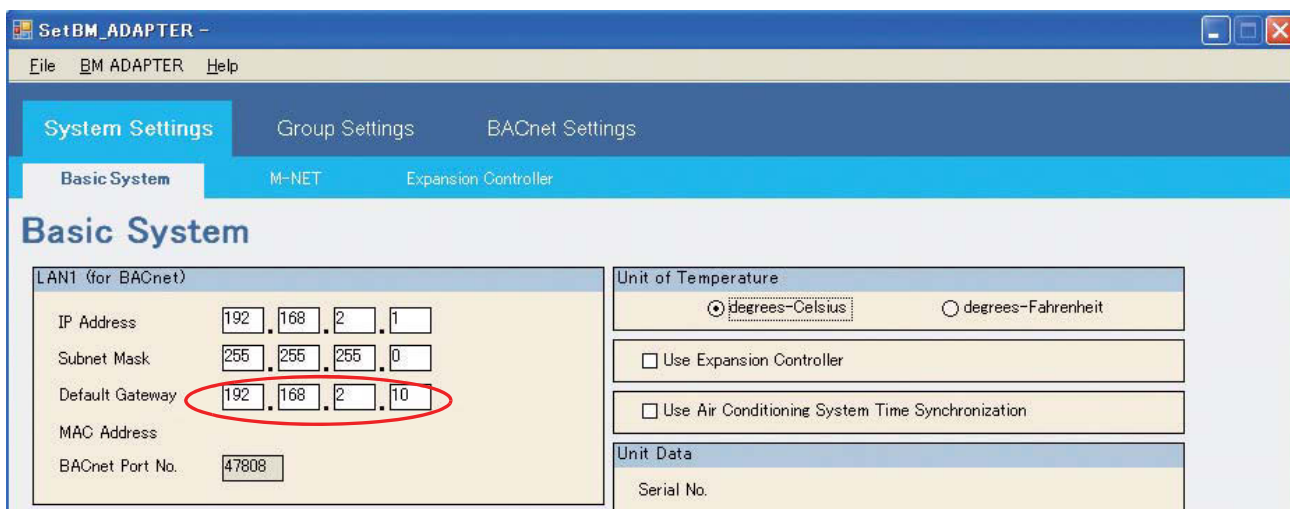 SetBM_ADAPTER -
File BM ADAPTER Help
System Settings Group Settings BACnet Settings
Basic System M-NET Expansion Controller
Basic System
LAN1 (for BACnet)
IP Address 192 . 168 . 2 . 1
Subnet Mask 255 . 255 . 255 . 0
Default Gateway 192 . 168 . 2 . 10
MAC Address
BACnet Port No. 47808
Unit of Temperature
degrees-Celsius degrees-Fahrenheit
Use Expansion Controller
Use Air Conditioning System Time Synchronization
Unit Data
Serial No.